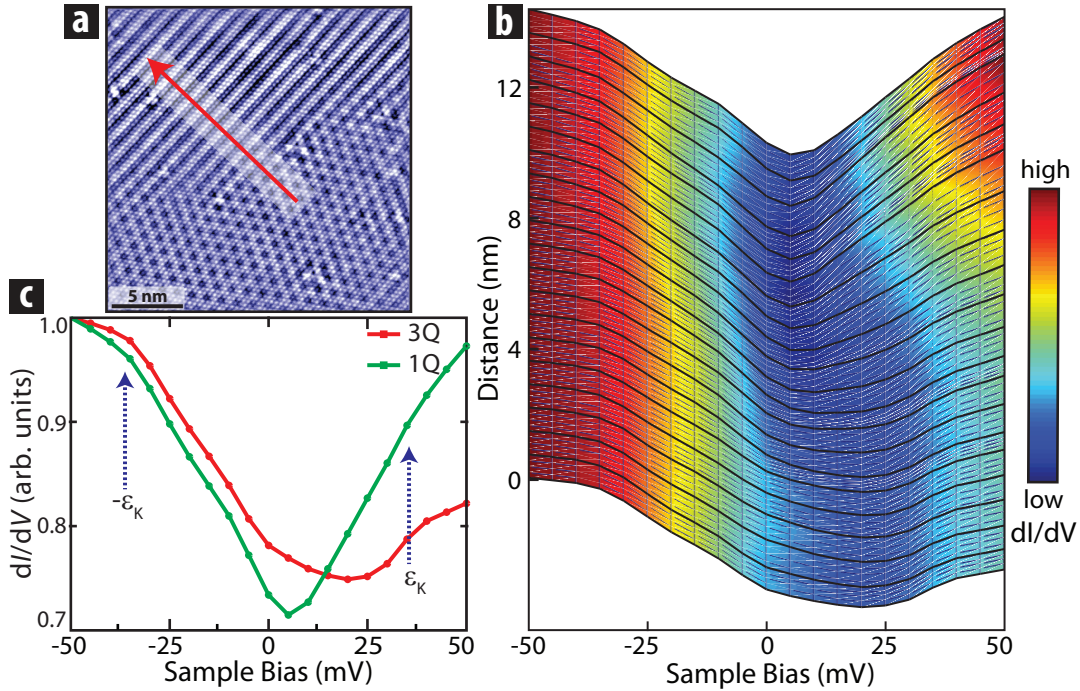 a
5 nm
b
12
8
4
0
Distance (nm)
-50
-25
0
25
50
Sample Bias (mV)
high
low
dI/dV
c
1.0
0.9
0.8
0.7
dI/dV (arb. units)
3Q
1Q
-εK
εK
-50
-25
0
25
50
Sample Bias (mV)